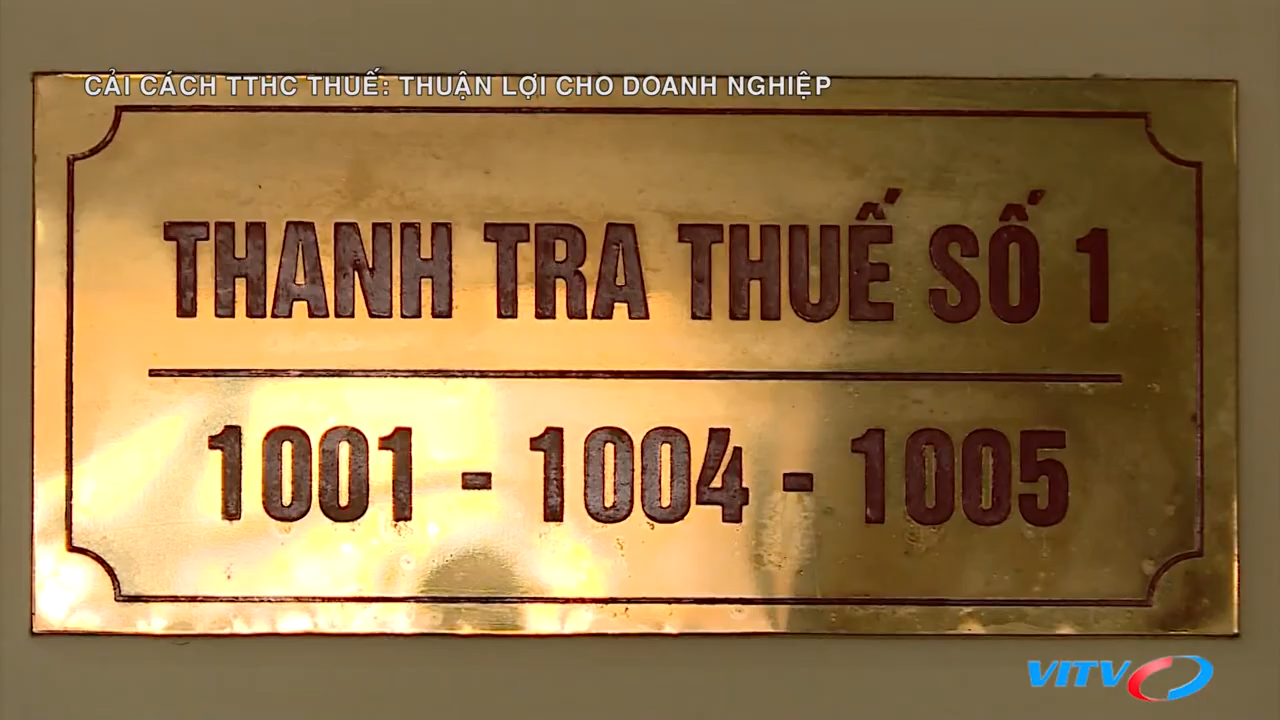 CẢI CÁCH TTHC THUẾ: THUẬN LỢI CHO DOANH NGHIỆP
THANH TRA THUẾ SỐ 1
1001 - 1004 - 1005
VITV